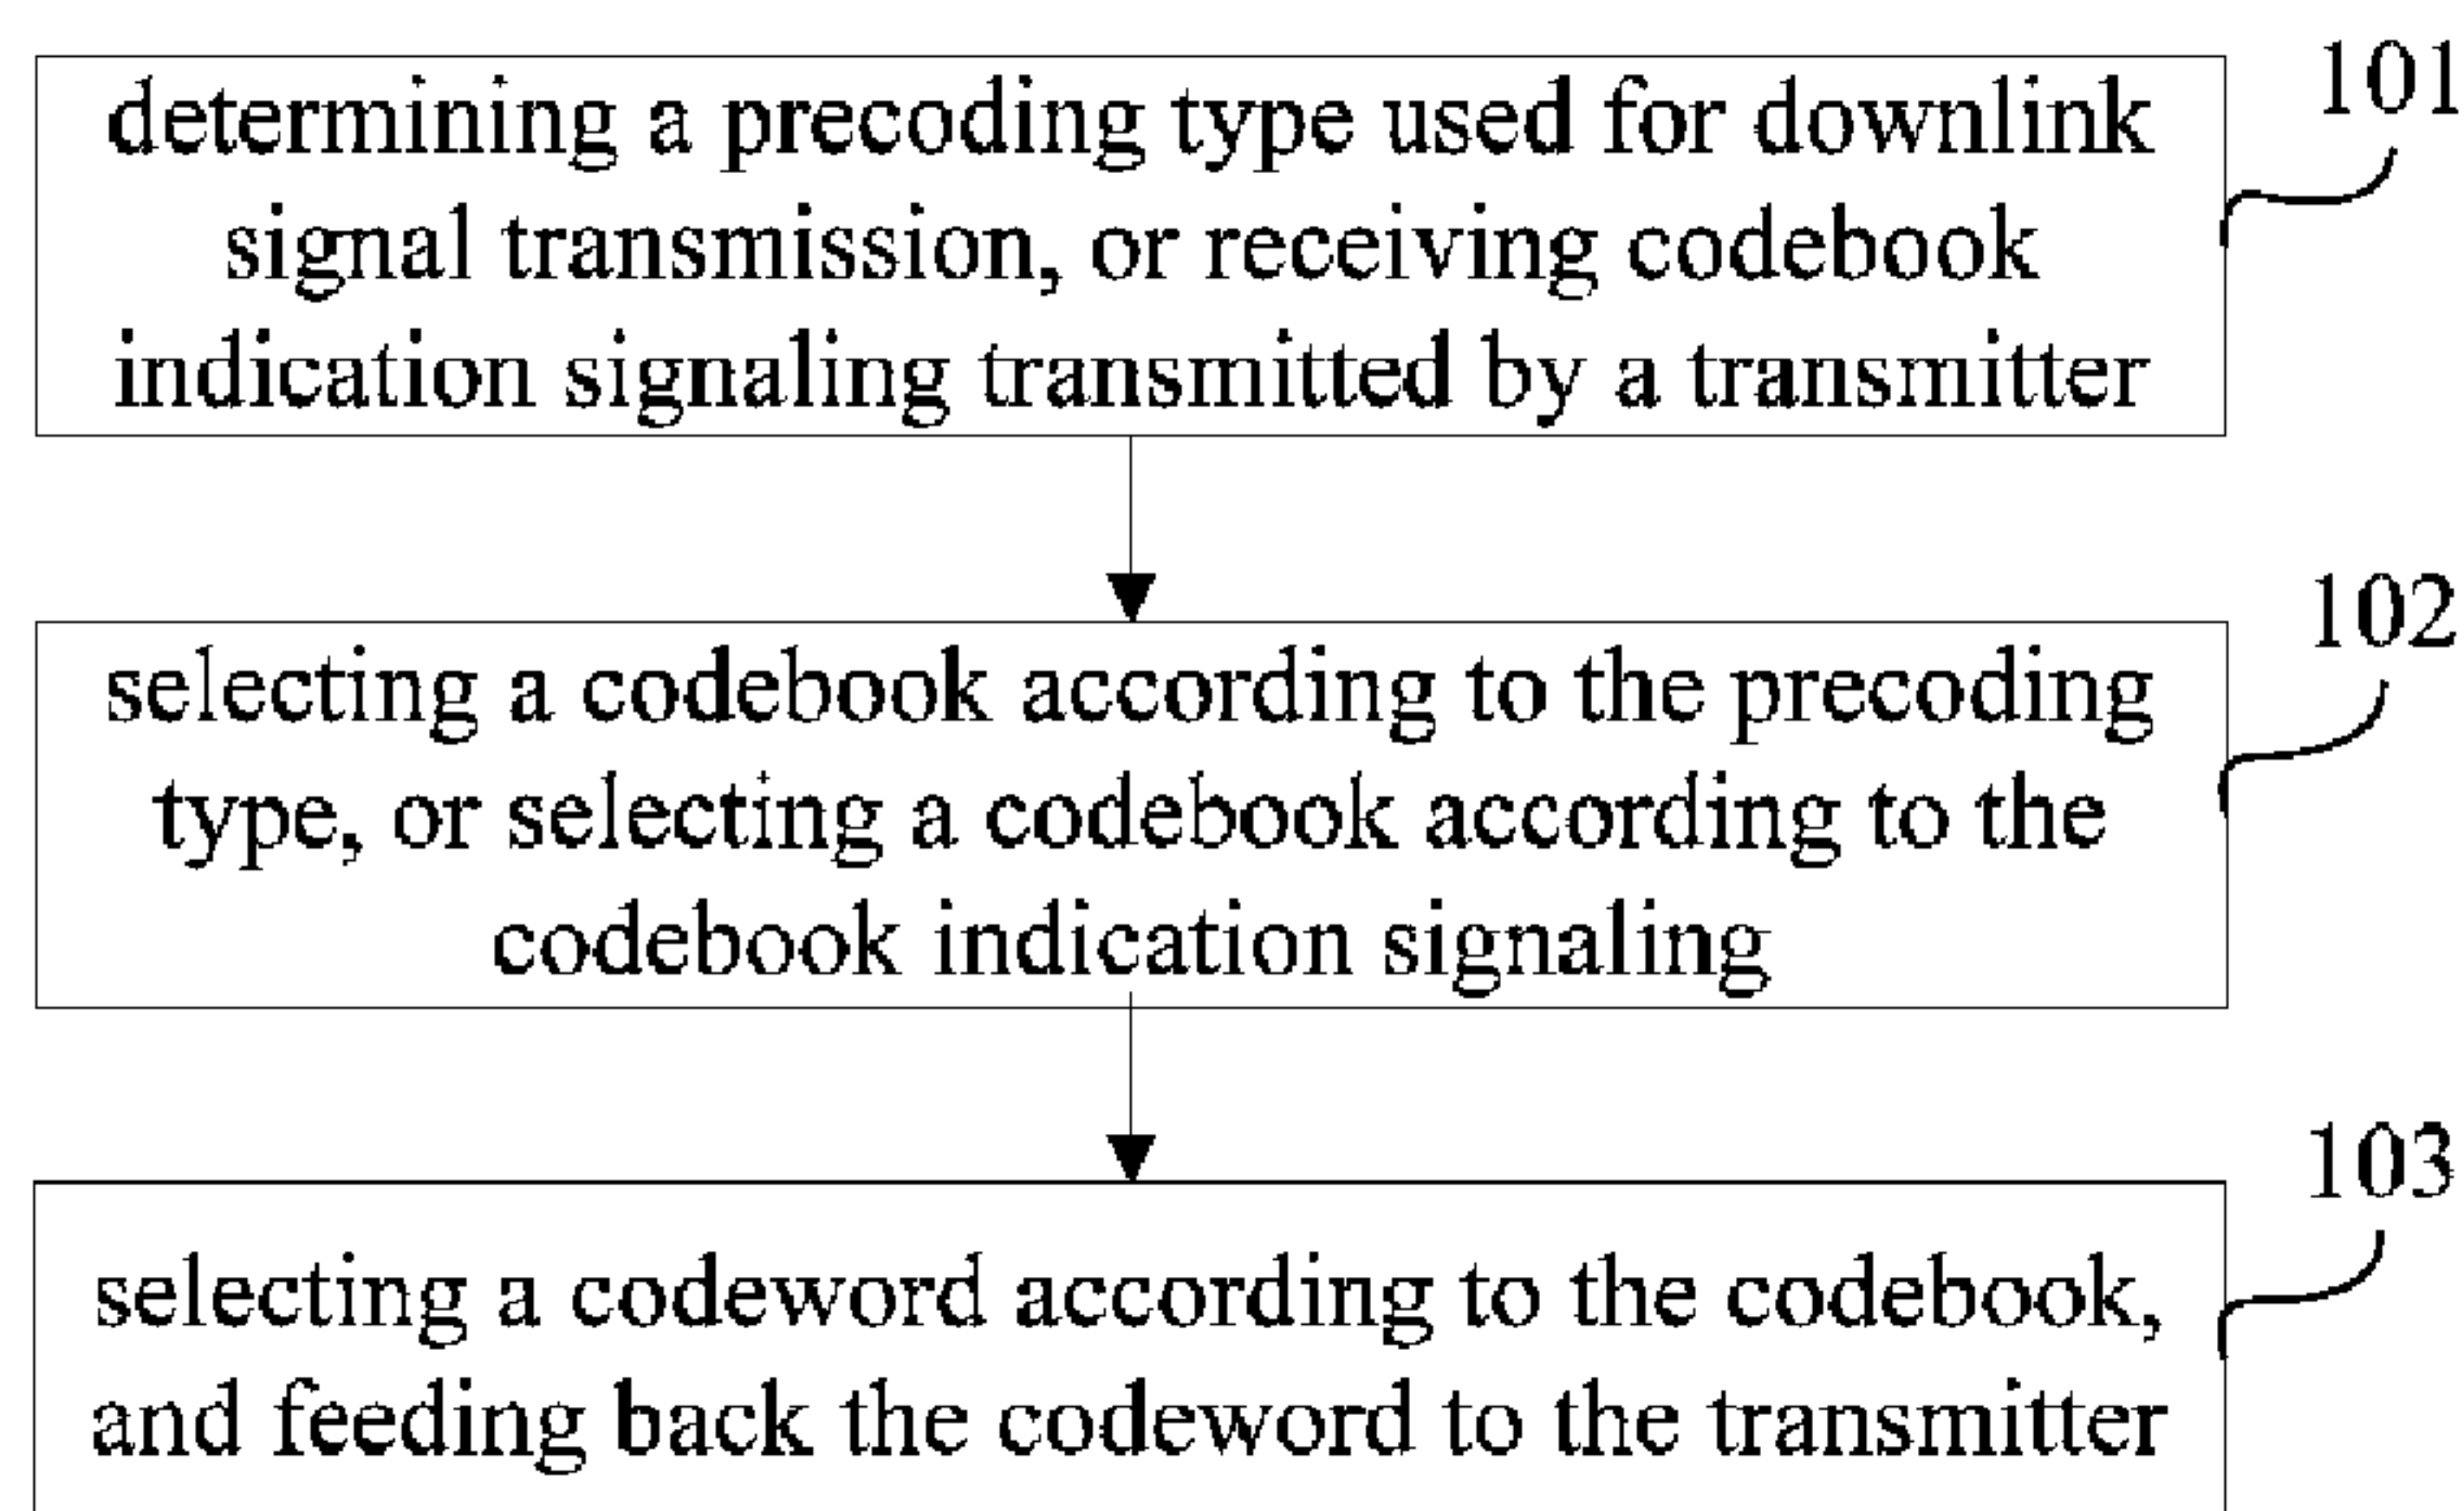 101
determining a precoding type used for downlink
signal transmission, or receiving codebook
indication signaling transmitted by a transmitter
102
selecting a codebook according to the precoding
type, or selecting a codebook according to the
codebook indication signaling
103
selecting a codeword according to the codebook,
and feeding back the codeword to the transmitter